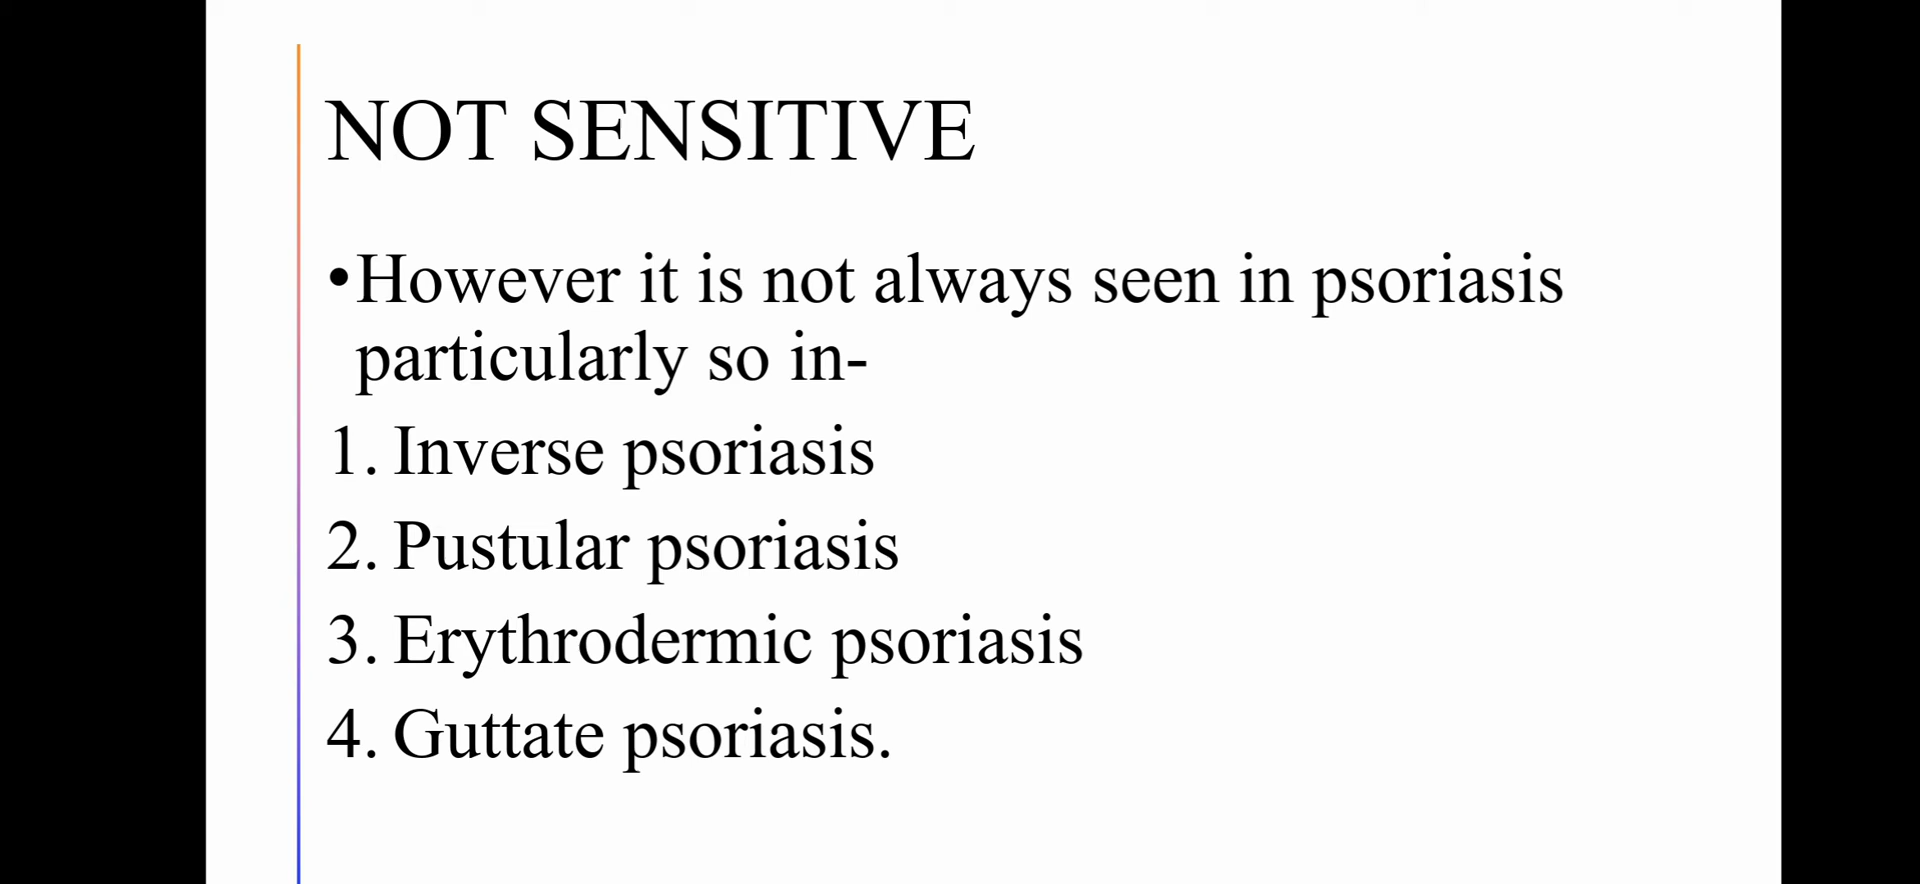 NOT SENSITIVE
•However it is not always seen in psoriasis
particularly so in-
1. Inverse psoriasis
2. Pustular psoriasis
3. Erythrodermic psoriasis
4. Guttate psoriasis.